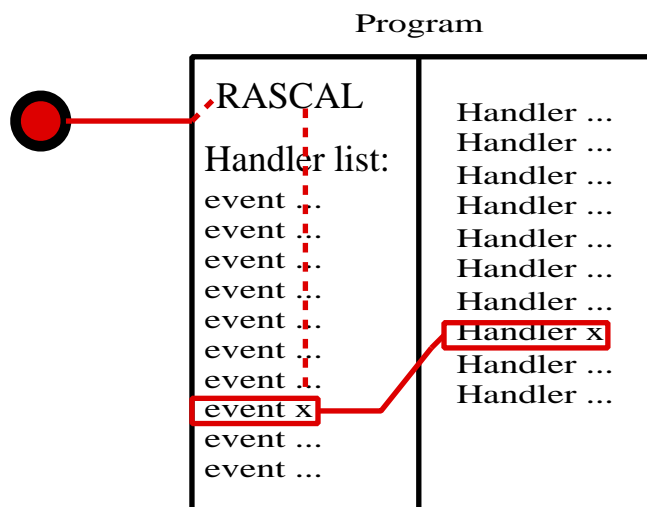 Program
RASCAL
Handler list:
event ...
event ...
event ...
event ...
event ...
event ...
event ...
event x
event ...
event ...
Handler ...
Handler ...
Handler ...
Handler ...
Handler ...
Handler ...
Handler ...
Handler x
Handler ...
Handler ...